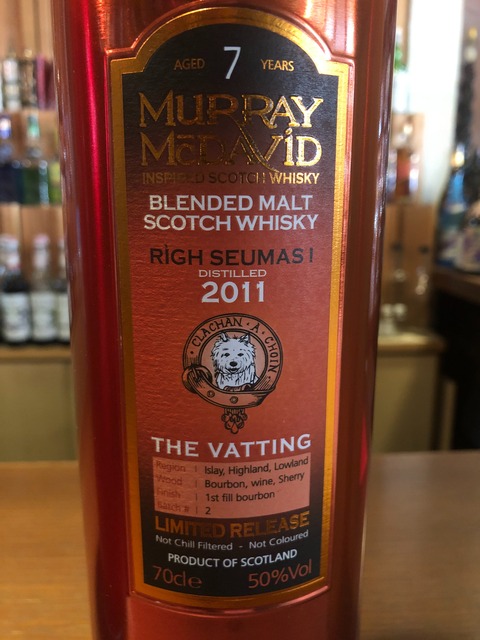 AGED 7 YEARS
MURRAY
McDAVID
INSPIRED SCOTCH WHISKY
BLENDED MALT
SCOTCH WHISKY
RÌGH SEUMAS I
DISTILLED
2011
CLACHAN · A · CHOIN
THE VATTING
Region | Islay, Highland, Lowland
Wood | Bourbon, wine, Sherry
Finish | 1st fill bourbon
Batch # | 2
LIMITED RELEASE
Not Chill Filtered - Not Coloured
PRODUCT OF SCOTLAND
70cl e 50%Vol